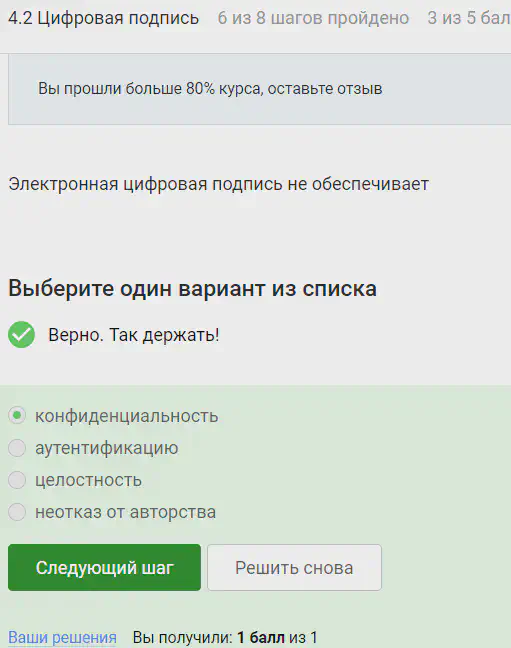 4.2 Цифровая подпись 6 из 8 шагов пройдено 3 из 5 бал
Вы прошли больше 80% курса, оставьте отзыв
Электронная цифровая подпись не обеспечивает
Выберите один вариант из списка
Верно. Так держать!
конфиденциальность
аутентификацию
целостность
неотказ от авторства
Следующий шаг Решить снова
Ваши решения Вы получили: 1 балл из 1